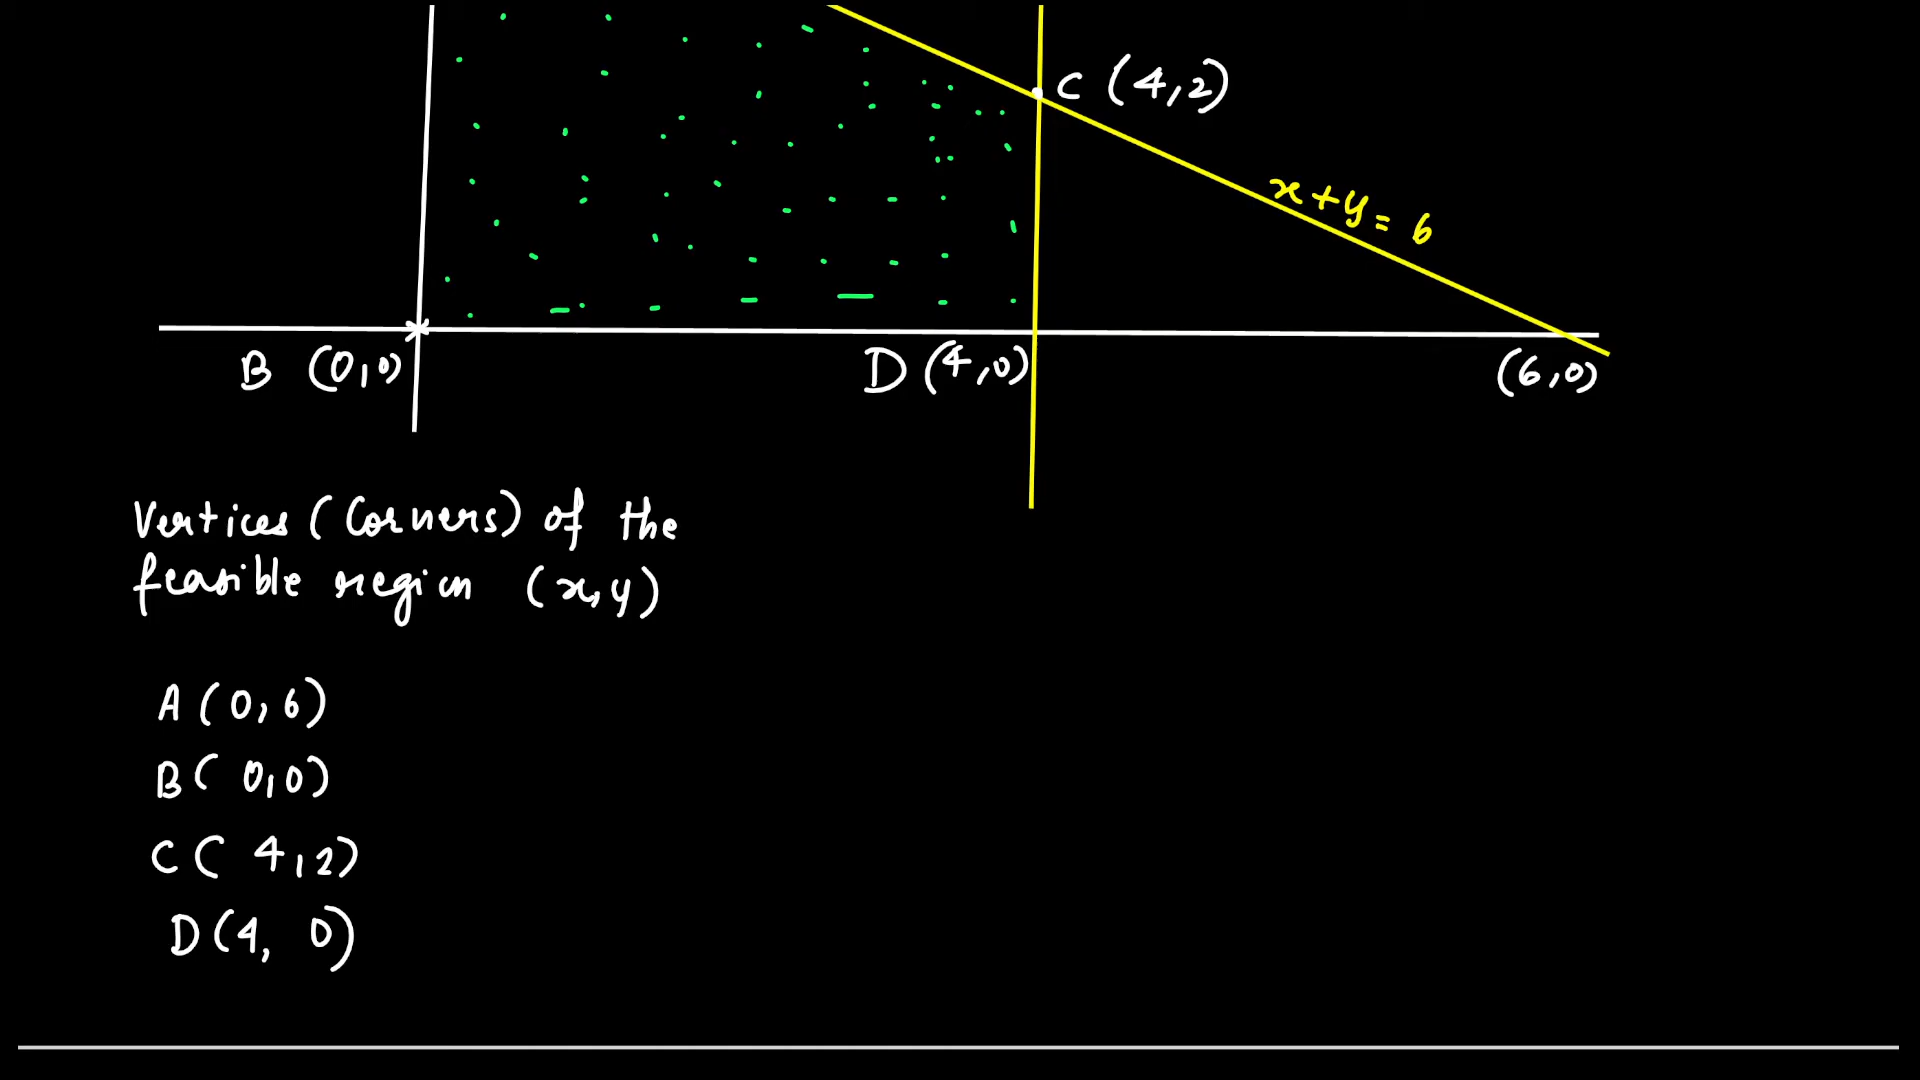 C (4,2)
x+y=6
B (0,0)
D (4,0)
(6,0)
Vertices (Corners) of the
feasible region (x,y)
A (0,6)
B( 0,0)
C( 4,2)
D(4, 0)